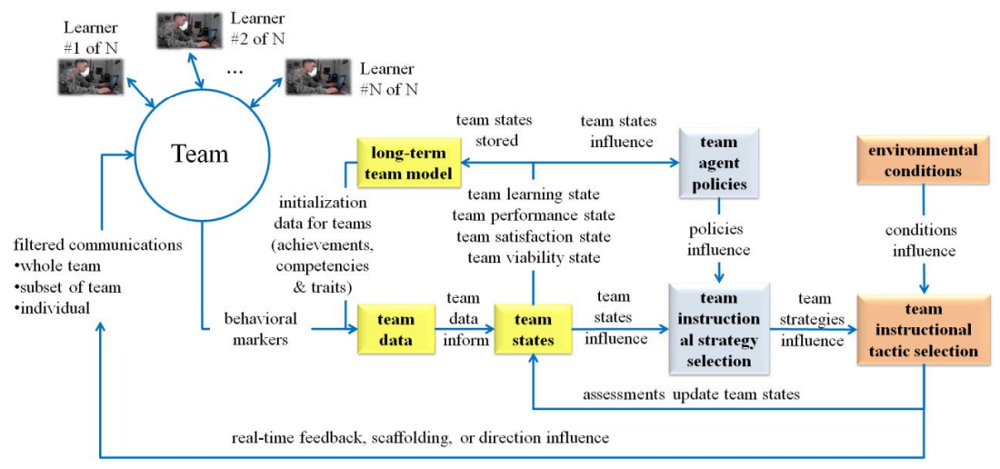 Learner
#1 of N
Learner
#2 of N
...
Learner
#N of N
Team
team states
stored
team states
influence
long-term
team model
team
agent
policies
environmental
conditions
initialization
data for teams
(achievements,
competencies
& traits)
team learning state
team performance state
team satisfaction state
team viability state
policies
influence
conditions
influence
filtered communications
•whole team
•subset of team
•individual
behavioral
markers
team
data
team
data
inform
team
states
team
states
influence
team
instruction
al strategy
selection
team
strategies
influence
team
instructional
tactic selection
assessments update team states
real-time feedback, scaffolding, or direction influence